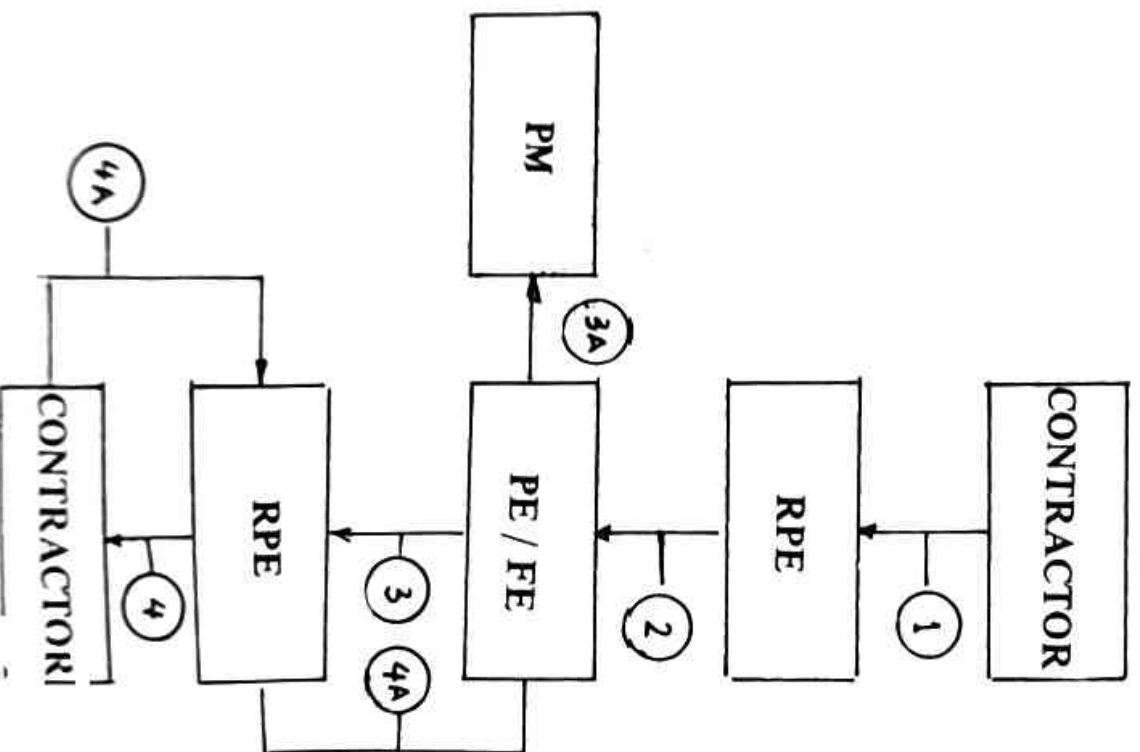 CONTRACTOR
1
RPE
2
3A
PM
PE / FE
3
4A
RPE
4
4A
CONTRACTOR